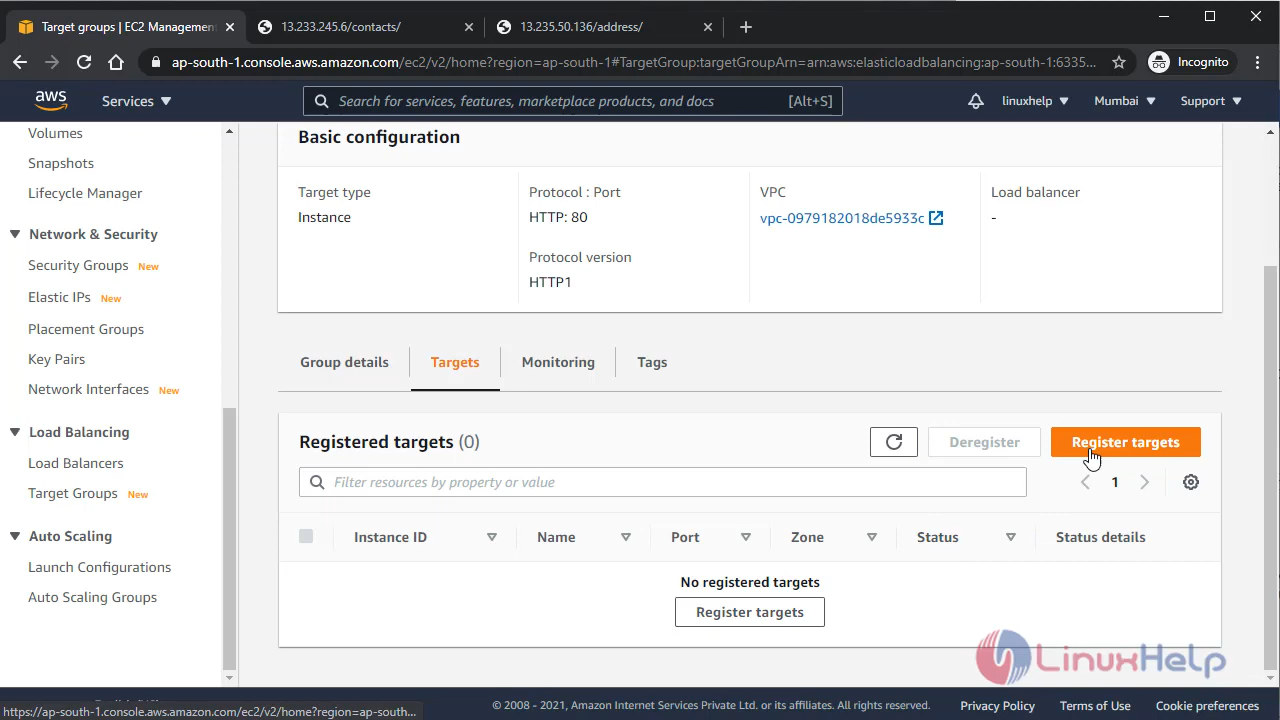 Target groups | EC2 Managemen
13.233.245.6/contacts/
13.235.50.136/address/
ap-south-1.console.aws.amazon.com/ec2/v2/home?region=ap-south-1#TargetGroup:targetGroupArn=arn:aws:elasticloadbalancing:ap-south-1:6335...
Incognito
aws
Services
Search for services, features, marketplace products, and docs
[Alt+S]
linuxhelp
Mumbai
Support
Volumes
Snapshots
Lifecycle Manager
Network & Security
Security Groups New
Elastic IPs New
Placement Groups
Key Pairs
Network Interfaces New
Load Balancing
Load Balancers
Target Groups New
Auto Scaling
Launch Configurations
Auto Scaling Groups
Basic configuration
Target type
Instance
Protocol : Port
HTTP: 80
Protocol version
HTTP1
VPC
vpc-0979182018de5933c
Load balancer
-
Group details
Targets
Monitoring
Tags
Registered targets (0)
Deregister
Register targets
Filter resources by property or value
1
Instance ID
Name
Port
Zone
Status
Status details
No registered targets
Register targets
LinuxHelp
https://ap-south-1.console.aws.amazon.com/ec2/v2/home?region=ap-south...
© 2008 - 2021, Amazon Internet Services Private Ltd. or its affiliates. All rights reserved.
Privacy Policy
Terms of Use
Cookie preferences